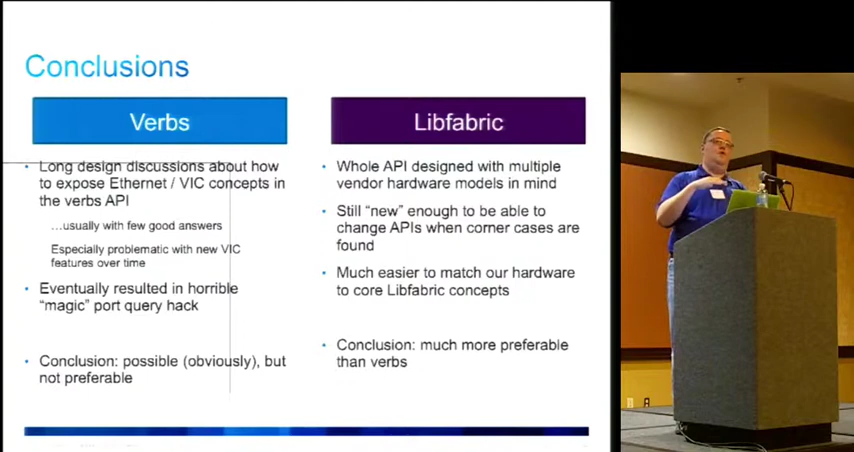 Conclusions
Verbs
Long design discussions about how
to expose Ethernet / VIC concepts in
the verbs API
...usually with few good answers
Especially problematic with new VIC
features over time
Eventually resulted in horrible
“magic” port query hack
Conclusion: possible (obviously), but
not preferable
Libfabric
Whole API designed with multiple
vendor hardware models in mind
Still “new” enough to be able to
change APIs when corner cases are
found
Much easier to match our hardware
to core Libfabric concepts
Conclusion: much more preferable
than verbs